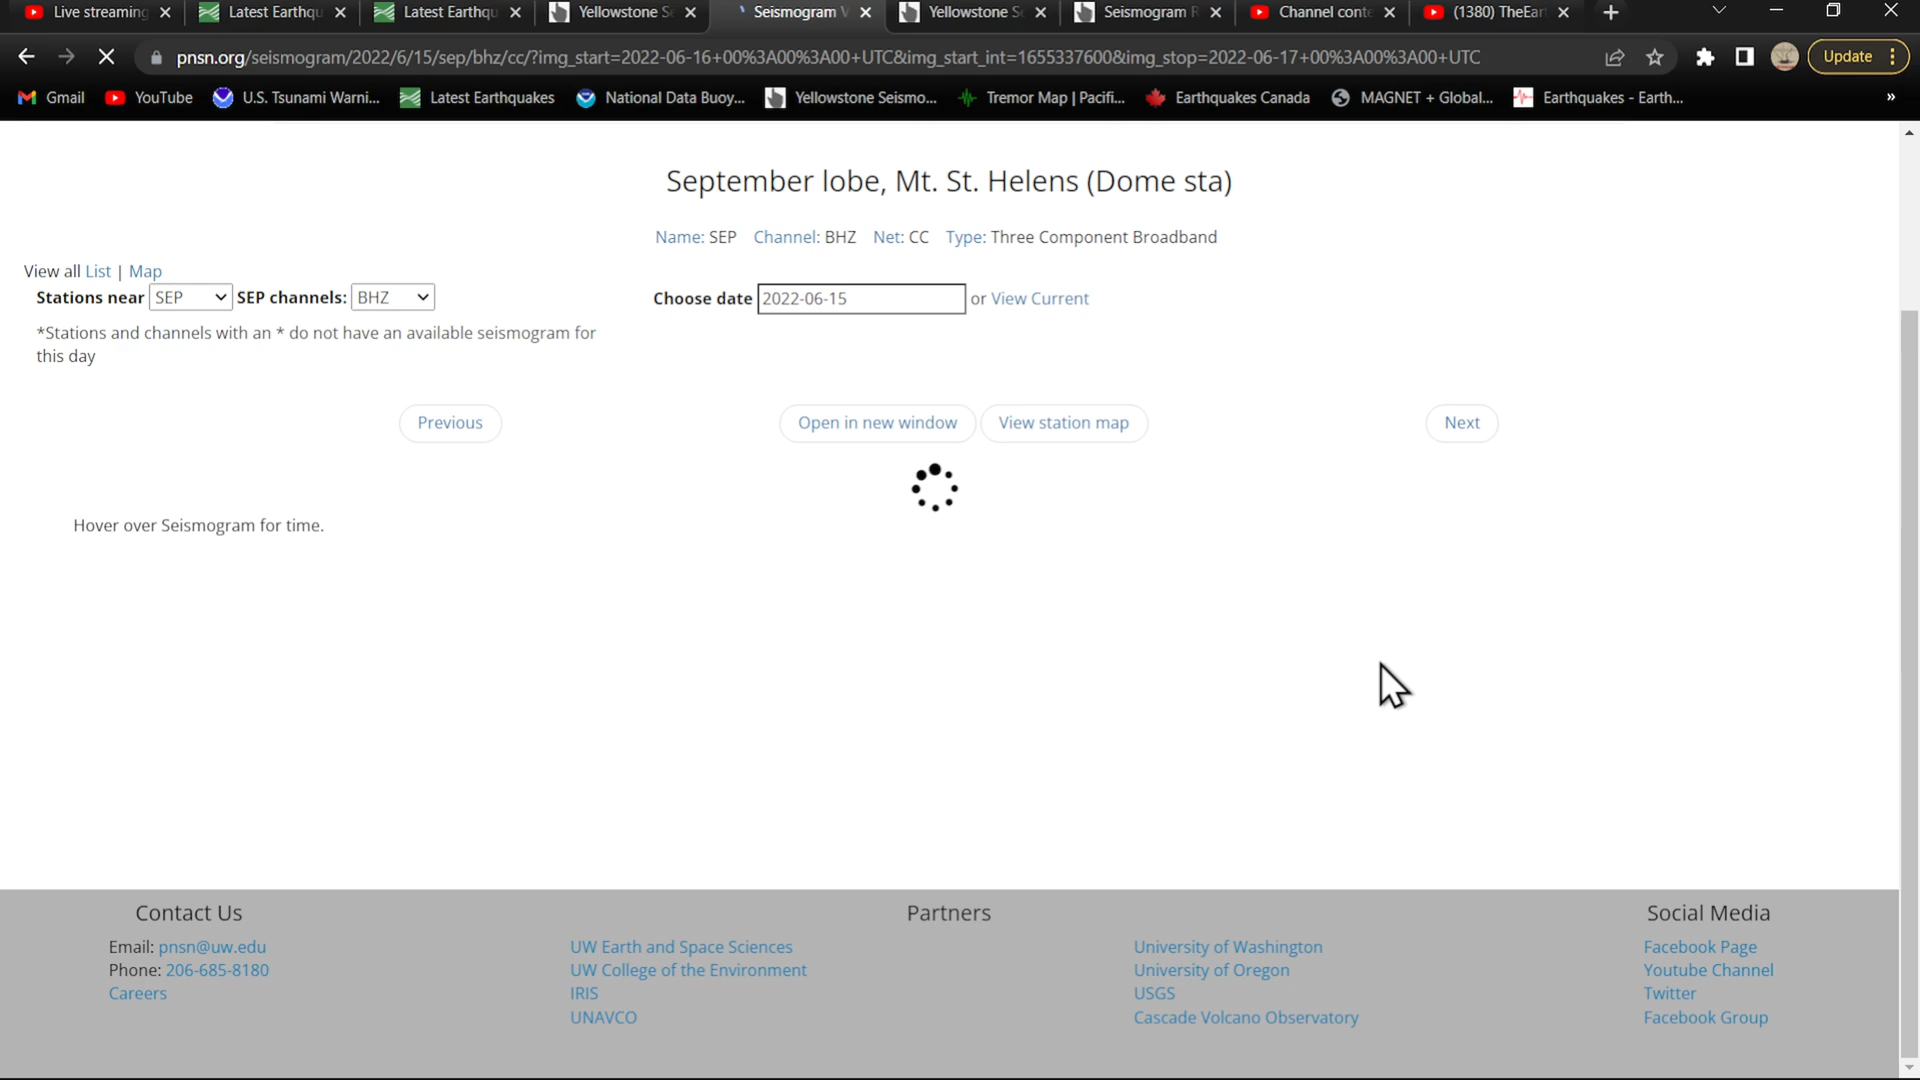 Live streaming
Latest Earthqu
Latest Earthqu
Yellowstone S
Seismogram V
Yellowstone S
Seismogram R
Channel conte
(1380) TheEar
pnsn.org/seismogram/2022/6/15/sep/bhz/cc/?img_start=2022-06-16+00%3A00%3A00+UTC&img_start_int=1655337600&img_stop=2022-06-17+00%3A00%3A00+UTC
Update
Gmail
YouTube
U.S. Tsunami Warni...
Latest Earthquakes
National Data Buoy...
Yellowstone Seismo...
Tremor Map | Pacifi...
Earthquakes Canada
MAGNET + Global...
Earthquakes - Earth...
»
September lobe, Mt. St. Helens (Dome sta)
Name: SEP Channel: BHZ Net: CC Type: Three Component Broadband
View all List | Map
Stations near SEP SEP channels: BHZ
Choose date 2022-06-15 or View Current
*Stations and channels with an * do not have an available seismogram for
this day
Previous
Open in new window
View station map
Next
Hover over Seismogram for time.
Contact Us
Email: pnsn@uw.edu
Phone: 206-685-8180
Careers
Partners
UW Earth and Space Sciences
UW College of the Environment
IRIS
UNAVCO
University of Washington
University of Oregon
USGS
Cascade Volcano Observatory
Social Media
Facebook Page
Youtube Channel
Twitter
Facebook Group